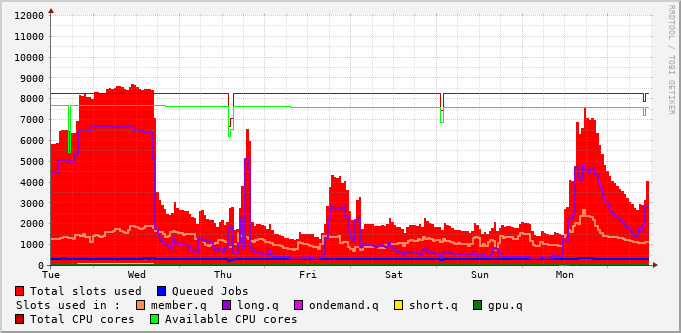 12000
11000
10000
9000
8000
7000
6000
5000
4000
3000
2000
1000
0
Tue Wed Thu Fri Sat Sun Mon
RRDTOOL / TOBI OETIKER
Total slots used Queued Jobs
Slots used in : member.q long.q ondemand.q short.q gpu.q
Total CPU cores Available CPU cores